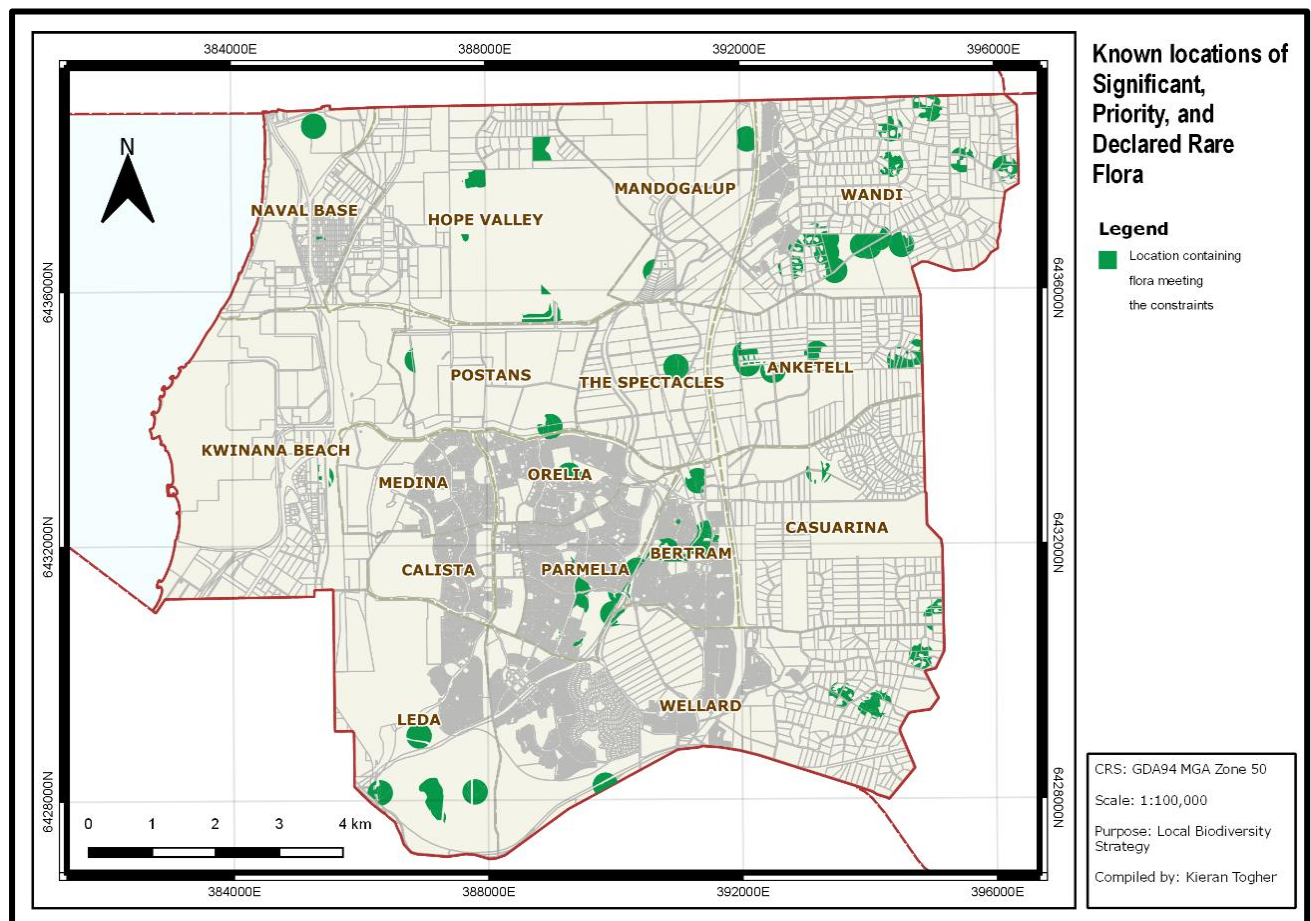 384000E
388000E
392000E
396000E
Known locations of
Significant,
Priority, and
Declared Rare
Flora
N
MANDOGALUP
WANDI
NAVAL BASE
HOPE VALLEY
Legend
Location containing
flora meeting
the constraints
6436000N
6436000N
POSTANS
THE SPECTACLES
ANKETELL
KWINANA BEACH
MEDINA
ORELIA
CASUARINA
6432000N
6432000N
BERTRAM
CALISTA
PARMELIA
WELLARD
LEDA
6428000N
6428000N
0 1 2 3 4 km
CRS: GDA94 MGA Zone 50
Scale: 1:100,000
Purpose: Local Biodiversity
Strategy
Compiled by: Kieran Togher
384000E
388000E
392000E
396000E